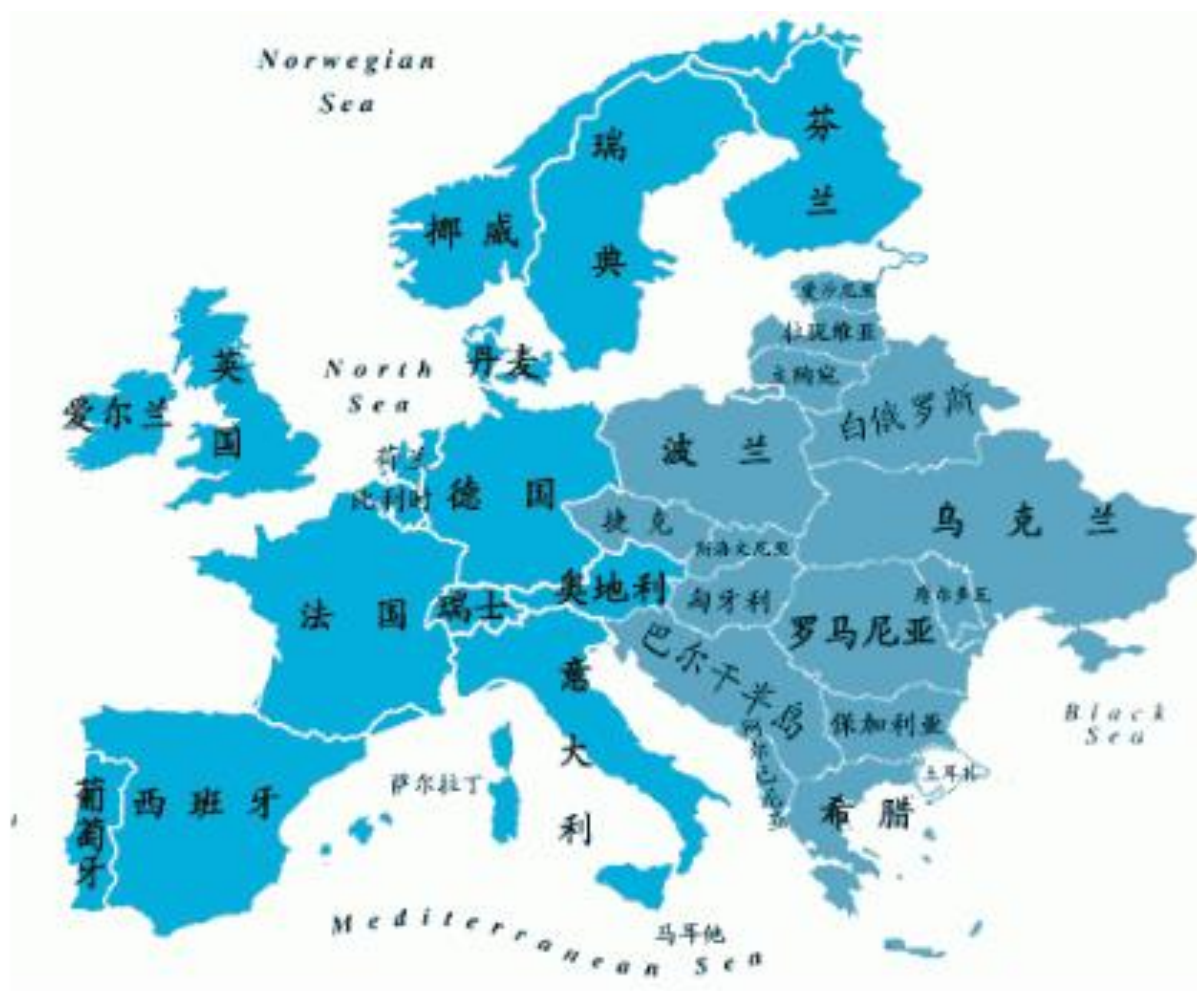 Norwegian
Sea
瑞典
芬兰
挪威
爱沙尼亚
拉脱维亚
立陶宛
白俄罗斯
英国
爱尔兰
North
Sea
丹麦
荷兰
比利时
德国
波兰
乌克兰
捷克
斯洛文尼亚
奥地利
匈牙利
摩尔多瓦
法国
瑞士
罗马尼亚
巴尔干半岛
意大利
保加利亚
Black
Sea
阿尔巴尼亚
土耳其
希腊
萨尔拉丁
葡萄牙
西班牙
马耳他
Mediterranean Sea